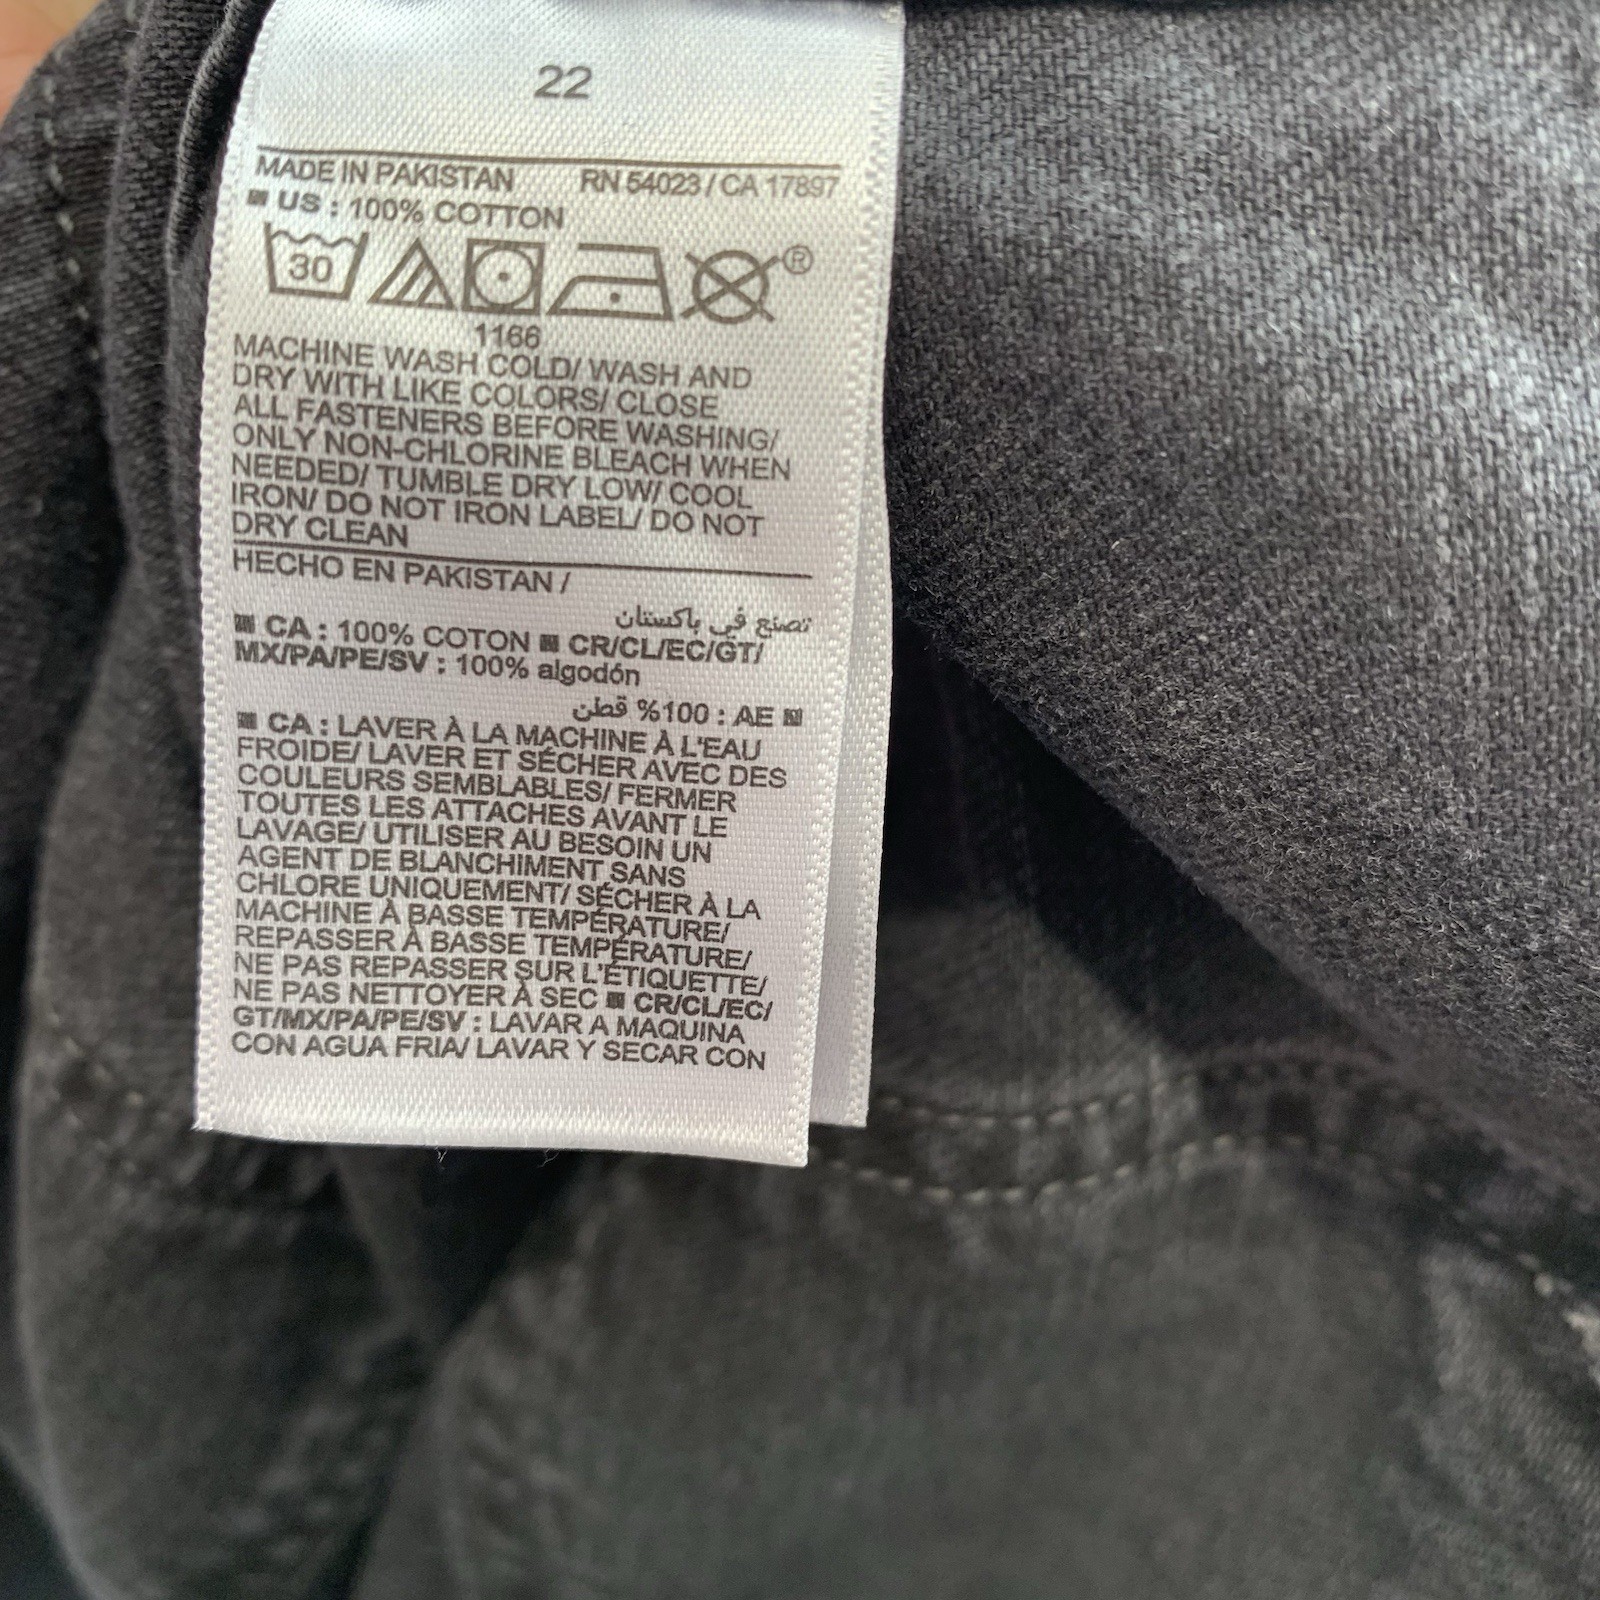 22
MADE IN PAKISTAN RN 54023 / CA 17897
US : 100% COTTON
30 ®
1166
MACHINE WASH COLD/ WASH AND
DRY WITH LIKE COLORS/ CLOSE
ALL FASTENERS BEFORE WASHING/
ONLY NON-CHLORINE BLEACH WHEN
NEEDED/ TUMBLE DRY LOW/ COOL
IRON/ DO NOT IRON LABEL/ DO NOT
DRY CLEAN
HECHO EN PAKISTAN /
تصنع في باكستان
■ CA : 100% COTON ■ CR/CL/EC/GT/
MX/PA/PE/SV : 100% algodón
■ AE : 100% قطن
■ CA : LAVER À LA MACHINE À L'EAU
FROIDE/ LAVER ET SÉCHER AVEC DES
COULEURS SEMBLABLES/ FERMER
TOUTES LES ATTACHES AVANT LE
LAVAGE/ UTILISER AU BESOIN UN
AGENT DE BLANCHIMENT SANS
CHLORE UNIQUEMENT/ SÉCHER À LA
MACHINE À BASSE TEMPÉRATURE/
REPASSER À BASSE TEMPÉRATURE/
NE PAS REPASSER SUR L'ÉTIQUETTE/
NE PAS NETTOYER À SEC ■ CR/CL/EC/
GT/MX/PA/PE/SV : LAVAR A MAQUINA
CON AGUA FRIA/ LAVAR Y SECAR CON